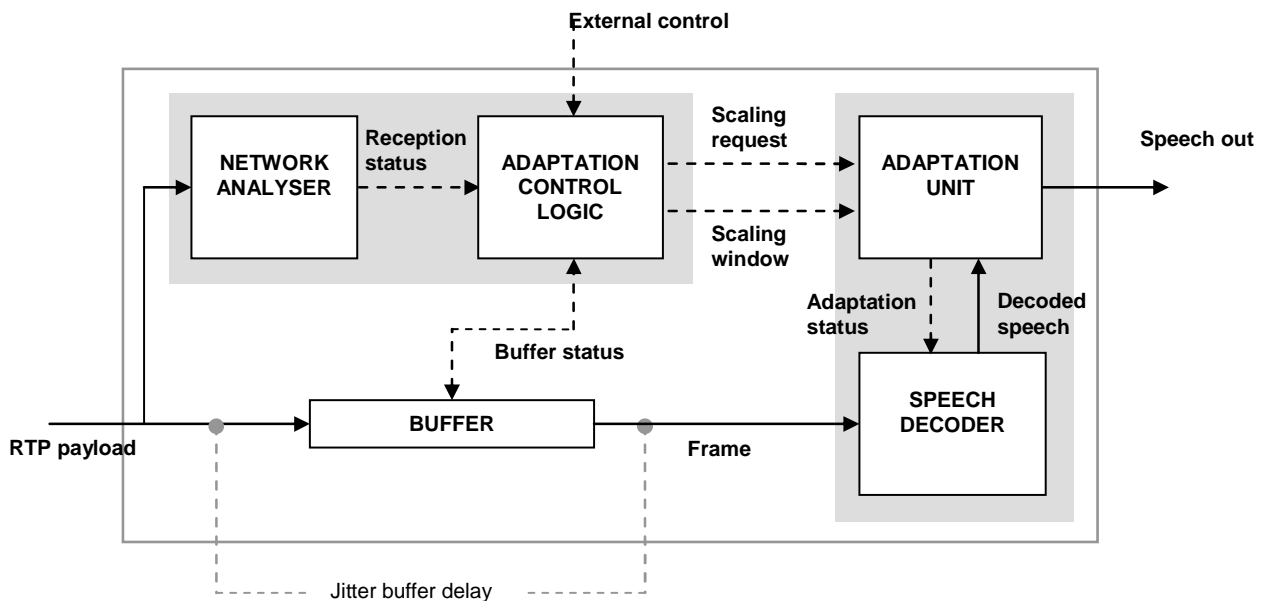 External control
NETWORK
ANALYSER
Reception
status
ADAPTATION
CONTROL
LOGIC
Scaling
request
Scaling
window
ADAPTATION
UNIT
Speech out
Adaptation
status
Decoded
speech
Buffer status
BUFFER
SPEECH
DECODER
RTP payload
Frame
Jitter buffer delay